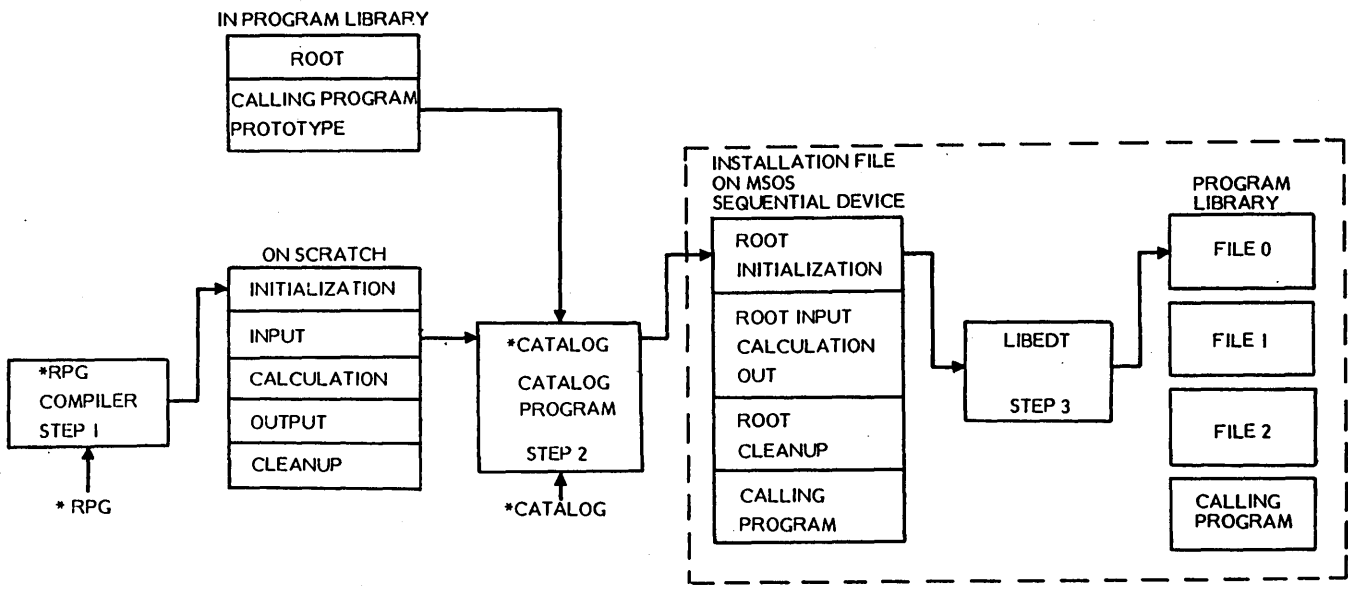 IN PROGRAM LIBRARY
ROOT
CALLING PROGRAM
PROTOTYPE
ON SCRATCH
INITIALIZATION
INPUT
CALCULATION
OUTPUT
CLEANUP
*RPG
COMPILER
STEP 1
* RPG
*CATALOG
CATALOG
PROGRAM
STEP 2
*CATALOG
INSTALLATION FILE
ON MSOS
SEQUENTIAL DEVICE
ROOT
INITIALIZATION
ROOT INPUT
CALCULATION
OUT
ROOT
CLEANUP
CALLING
PROGRAM
LIBEDT
STEP 3
PROGRAM
LIBRARY
FILE 0
FILE 1
FILE 2
CALLING
PROGRAM